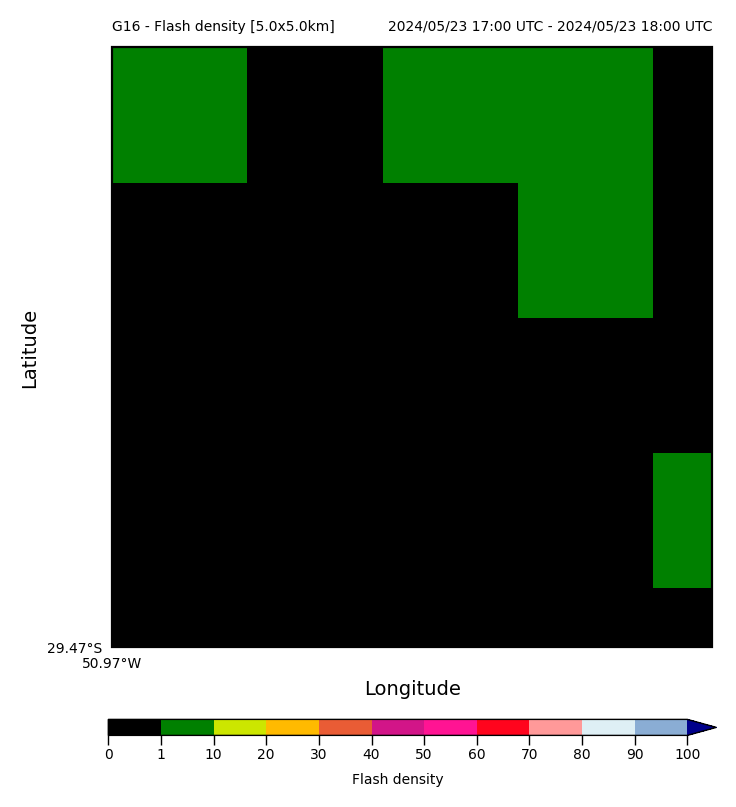 G16 - Flash density [5.0x5.0km] 2024/05/23 17:00 UTC - 2024/05/23 18:00 UTC
Latitude
29.47°S
50.97°W
Longitude
0 1 10 20 30 40 50 60 70 80 90 100
Flash density